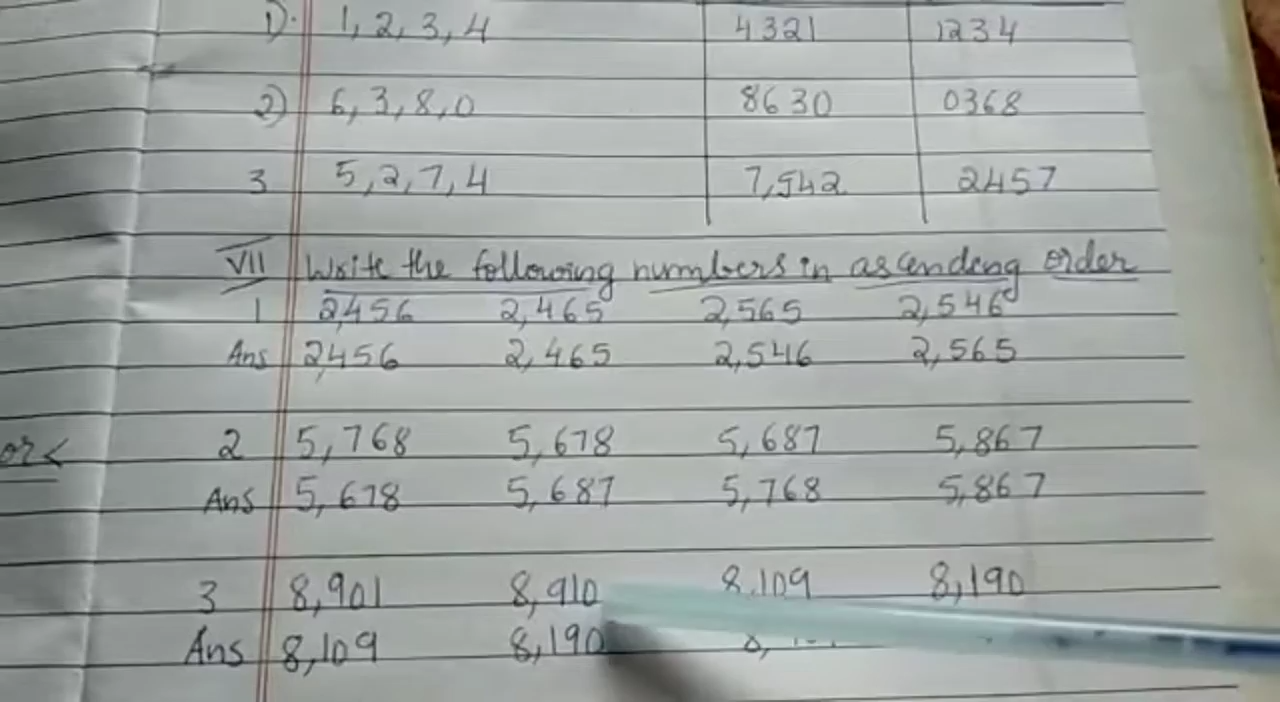 1). 1, 2, 3, 4 4321 1234
2) 6, 3, 8, 0 8630 0368
3 5, 2, 7, 4 7,542 2457
VII Write the following numbers in ascending order
1 2,456 2,465 2,565 2,546
Ans 2,456 2,465 2,546 2,565
or < 2 5,768 5,678 5,687 5,867
Ans 5,678 5,687 5,768 5,867
3 8,901 8,910 8,109 8,190
Ans 8,109 8,190